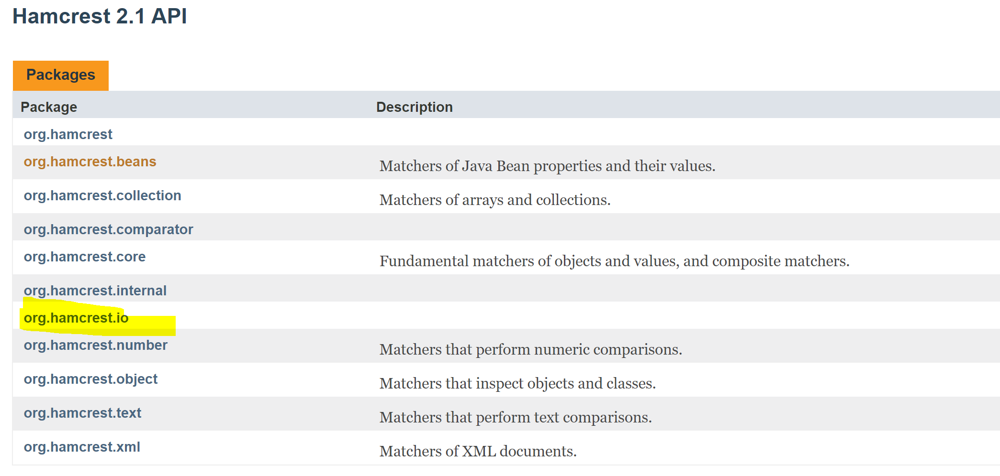 Hamcrest 2.1 API
Packages
Package Description
org.hamcrest
org.hamcrest.beans Matchers of Java Bean properties and their values.
org.hamcrest.collection Matchers of arrays and collections.
org.hamcrest.comparator
org.hamcrest.core Fundamental matchers of objects and values, and composite matchers.
org.hamcrest.internal
org.hamcrest.io
org.hamcrest.number Matchers that perform numeric comparisons.
org.hamcrest.object Matchers that inspect objects and classes.
org.hamcrest.text Matchers that perform text comparisons.
org.hamcrest.xml Matchers of XML documents.